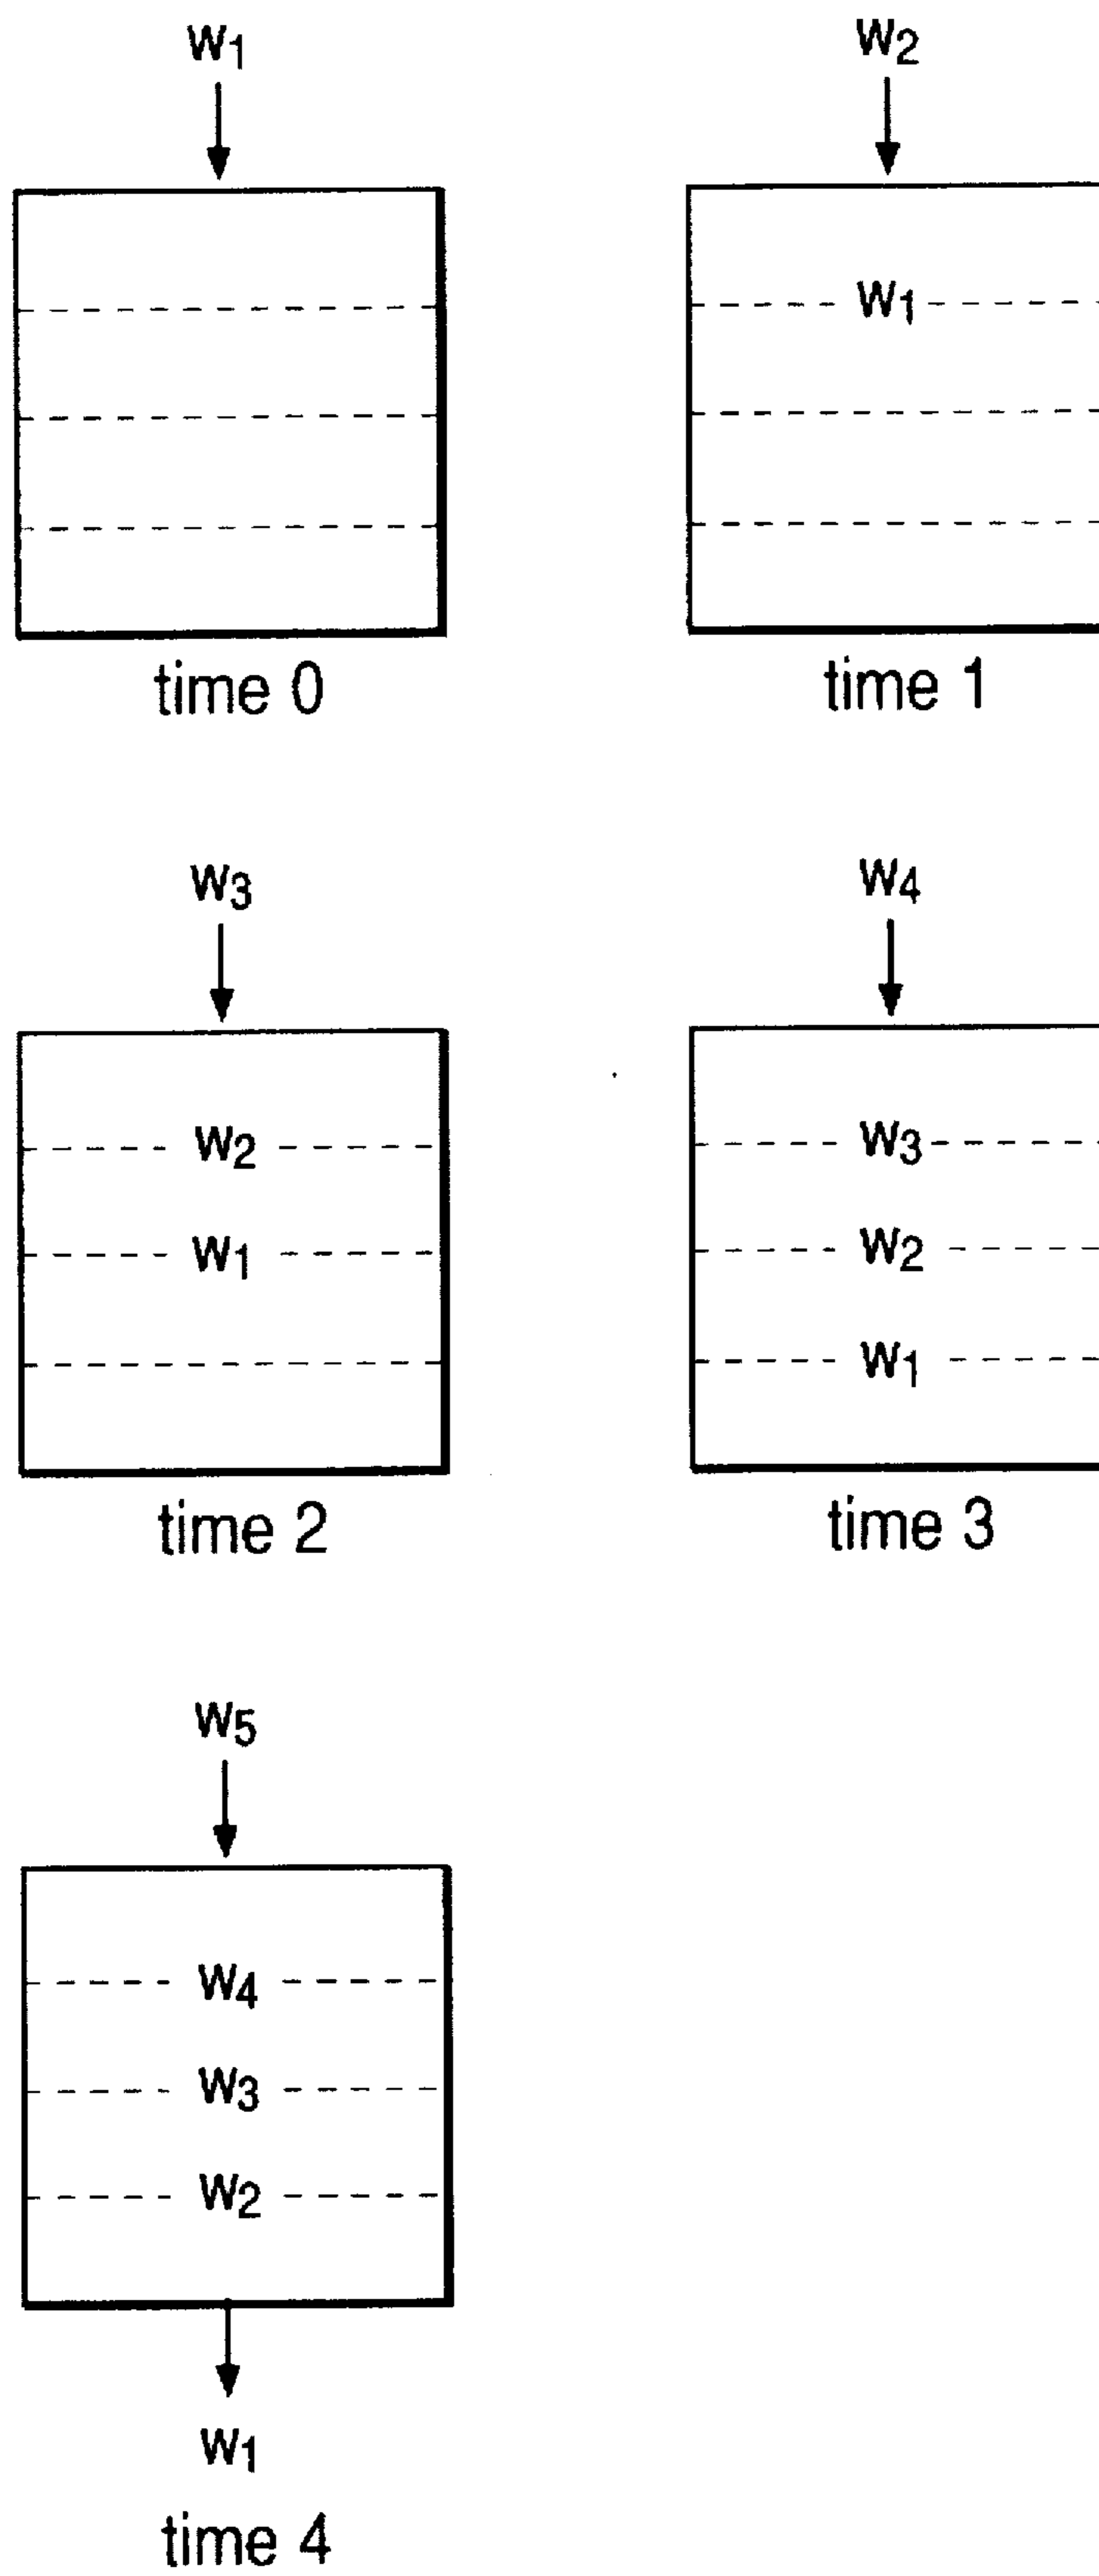 w₁
w₂
w₁
time 0
time 1
w₃
w₄
w₂
w₁
w₃
w₂
w₁
time 2
time 3
w₅
w₄
w₃
w₂
w₁
time 4